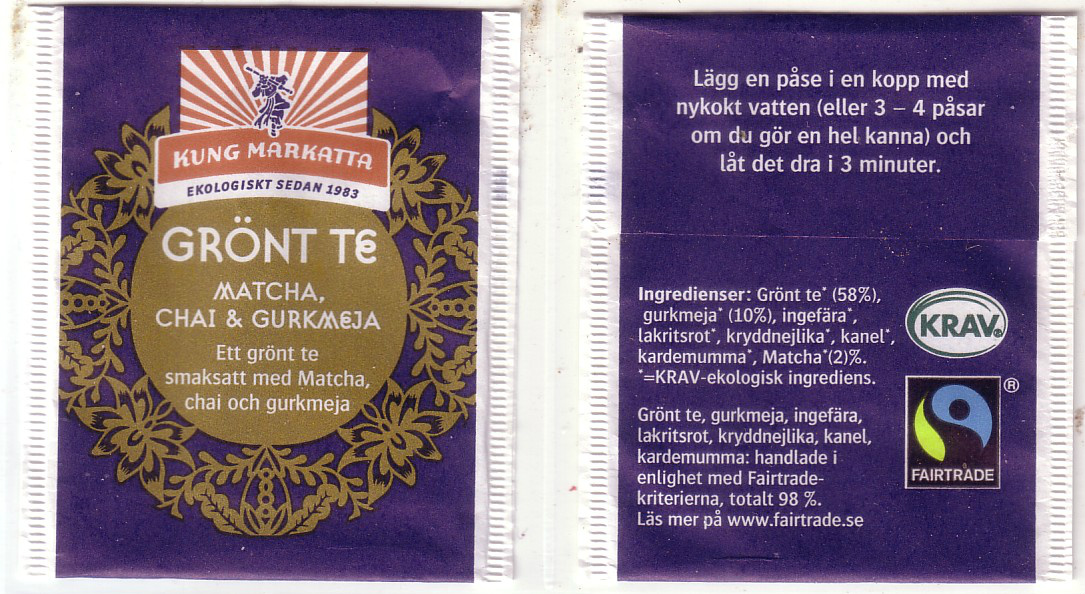 KUNG MARKATTA
EKOLOGISKT SEDAN 1983
GRÖNT TE
MATCHA,
CHAI & GURKMEJA
Ett grönt te
smaksatt med Matcha,
chai och gurkmeja
Lägg en påse i en kopp med
nykokt vatten (eller 3 – 4 påsar
om du gör en hel kanna) och
låt det dra i 3 minuter.
Ingredienser: Grönt te* (58%),
gurkmeja* (10%), ingefära*,
lakritsrot*, kryddnejlika*, kanel*,
kardemumma*, Matcha*(2)%.
*=KRAV-ekologisk ingrediens.
Grönt te, gurkmeja, ingefära,
lakritsrot, kryddnejlika, kanel,
kardemumma: handlade i
enlighet med Fairtrade-
kriterierna, totalt 98 %.
Läs mer på www.fairtrade.se
KRAV®
®
FAIRTRADE